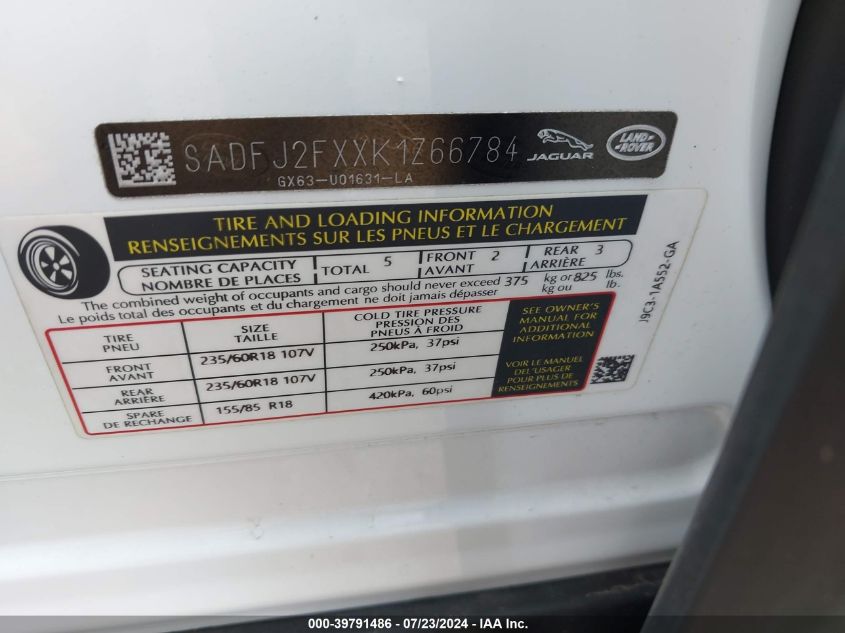 SADFJ2FXXK1Z66784
JAGUAR
LAND ROVER
GX63-U01631-LA
TIRE AND LOADING INFORMATION
RENSEIGNEMENTS SUR LES PNEUS ET LE CHARGEMENT
SEATING CAPACITY
NOMBRE DE PLACES
TOTAL 5
FRONT 2
AVANT
REAR 3
ARRIÈRE
The combined weight of occupants and cargo should never exceed 375 kg or 825 lbs.
Le poids total des occupants et du chargement ne doit jamais dépasser kg ou lb.
TIRE
PNEU
SIZE
TAILLE
COLD TIRE PRESSURE
PRESSION DES
PNEUS À FROID
SEE OWNER'S
MANUAL FOR
ADDITIONAL
INFORMATION
FRONT
AVANT
235/60R18 107V
250kPa, 37psi
REAR
ARRIÈRE
235/60R18 107V
250kPa, 37psi
VOIR LE MANUEL
DEL'USAGER
POUR PLUS DE
RENSEIGNEMENTS
SPARE
DE RECHANGE
155/85 R18
420kPa, 60psi
J9C3-1A552-GA
000-39791486 - 07/23/2024 - IAA Inc.